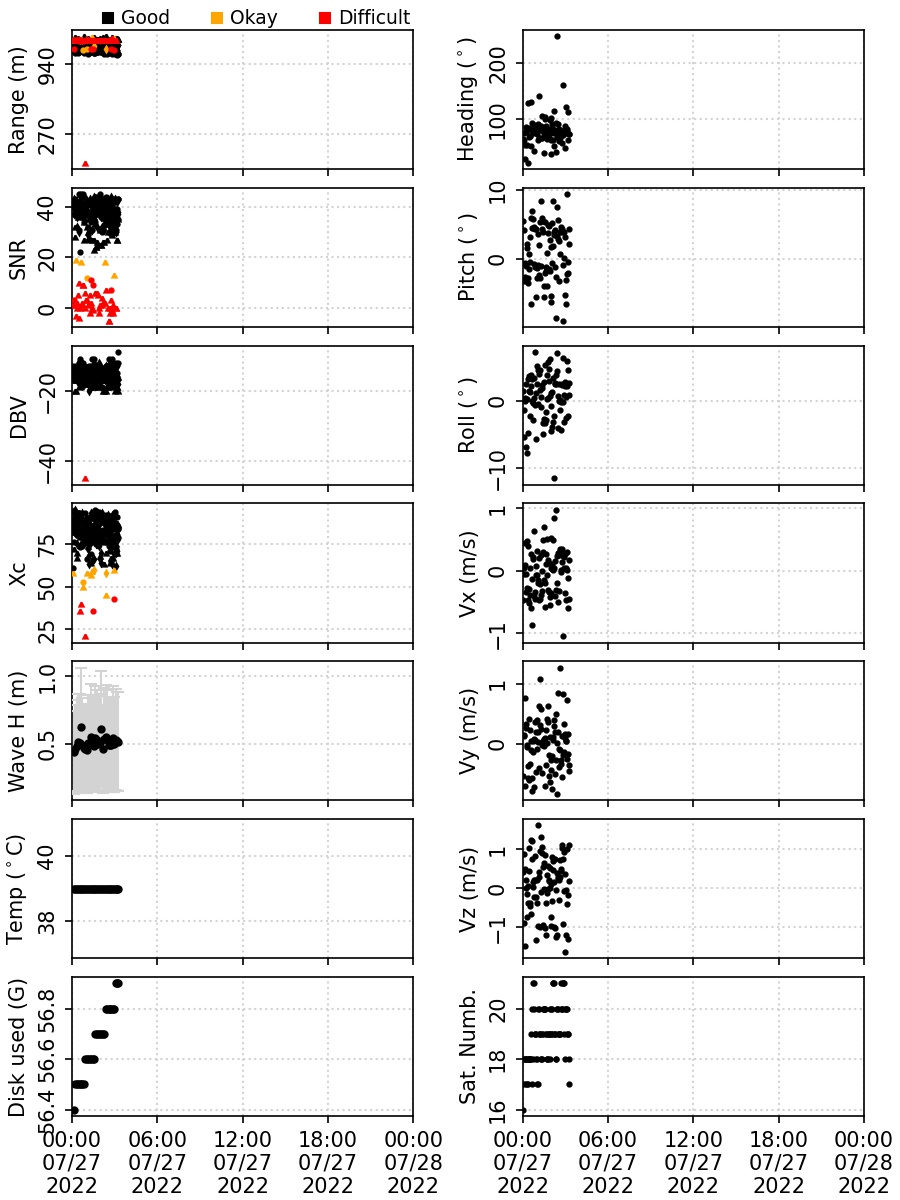 Good Okay Difficult
Range (m)
940
270
Heading (°)
200
100
SNR
40
20
0
Pitch (°)
10
0
DBV
−20
−40
Roll (°)
0
−10
Xc
75
50
25
Vx (m/s)
1
0
−1
Wave H (m)
1.0
0.5
Vy (m/s)
1
0
Temp (°C)
40
38
Vz (m/s)
1
0
−1
Disk used (G)
56.8
56.6
56.4
Sat. Numb.
20
18
16
00:00 06:00 12:00 18:00 00:00
07/27 07/27 07/27 07/27 07/28
2022 2022 2022 2022 2022
00:00 06:00 12:00 18:00 00:00
07/27 07/27 07/27 07/27 07/28
2022 2022 2022 2022 2022